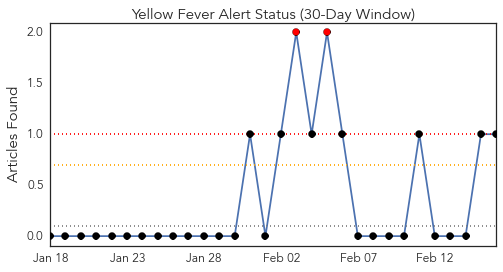 Yellow Fever Alert Status (30-Day Window)
2.0
1.5
1.0
0.5
0.0
Articles Found
Jan 18 Jan 23 Jan 28 Feb 02 Feb 07 Feb 12